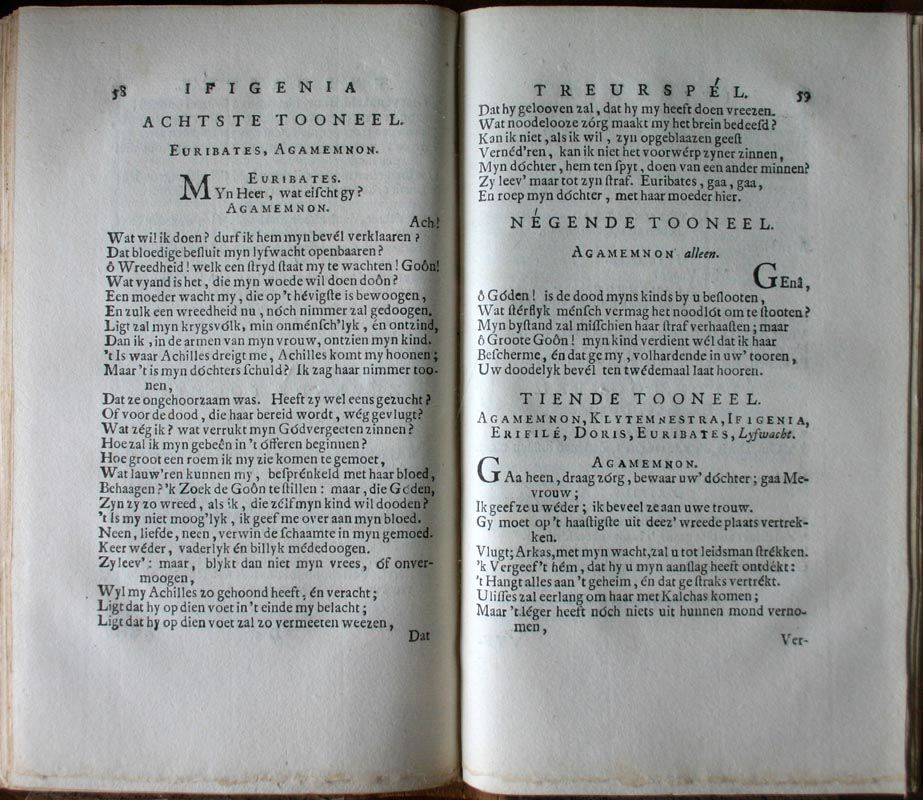 58 IFIGENIA
ACHTSTE TOONEEL.
EURIBATES, AGAMEMNON.
EURIBATES.
MYn Heer, wat eiſcht gy?
AGAMEMNON.
Ach!
Wat wil ik doen? durf ik hem myn bevél verklaaren?
Dat bloedige beſluit myn lyfwacht openbaaren?
ô Wreedheid! welk een ſtryd ſtaat my te wachten! Goôn!
Wat vyand is het, die myn woede wil doen doôn?
Een moeder wacht my, die op 't hévigſte is bewoogen,
En zulk een wreedheid nu, nóch nimmer zal gedoogen.
Ligt zal myn krygsvólk, min onménſch'lyk, én ontzind,
Dan ik, in de armen van myn vrouw, ontzien myn kind.
't Is waar Achilles dreigt me, Achilles komt my hoonen;
Maar 't is myn dóchters ſchuld? Ik zag haar nimmer too-
nen,
Dat ze ongehoorzaam was. Heeft zy wel eens gezucht?
Of voor de dood, die haar bereid wordt, wég gevlugt?
Wat zég ik? wat verrukt myn Gódvergeeten zinnen?
Hoe zal ik myn gebeên in 't ófferen beginnen?
Hoe groot een roem ik my zie komen te gemoet,
Wat lauw'ren kunnen my, beſprénkeld met haar bloed,
Behaagen? 'k Zoek de Goôn te ſtillen: maar, die Góden,
Zyn zy zo wreed, als ik, die zélf myn kind wil dooden?
't Is my niet moog'lyk, ik geef me over aan myn bloed.
Neen, liefde, neen, verwin de ſchaamte in myn gemoed.
Keer wéder, vaderlyk én billyk médedoogen.
Zy leev': maar, blykt dan niet myn vrees, óf onver-
moogen,
Wyl my Achilles zo gehoond heeft, én veracht;
Ligt dat hy op dien voet in 't einde my belacht;
Ligt dat hy op dien voet zal zo vermeeten weezen,
Dat
TREURSPÉL. 59
Dat hy gelooven zal, dat hy my heeft doen vreezen.
Wat noodelooze zórg maakt my het brein bedeefd?
Kan ik niet, als ik wil, zyn opgeblaazen geeſt
Vernéd'ren, kan ik niet het voorwérp zyner zinnen,
Myn dóchter, hem ten ſpyt, doen van een ander minnen?
Zy leev' maar tot zyn ſtraf. Euribates, gaa, gaa,
En roep myn dóchter, met haar moeder hier.
NÉGENDE TOONEEL.
AGAMEMNON alleen.
GEnâ,
ô Góden! is de dood myns kinds by u beſlooten,
Wat ſtérflyk ménſch vermag het noodlót om te ſtooten?
Myn byſtand zal miſſchien haar ſtraf verhaaſten; maar
ô Groote Goôn! myn kind verdient wél dat ik haar
Beſcherme, én dat ge my, volhardende in uw' tooren,
Uw doodelyk bevél ten twédemaal laat hooren.
TIENDE TOONEEL.
AGAMEMNON, KLYTEMNESTRA, IFIGENIA,
ERIFILÉ, DORIS, EURIBATES, Lyfwacht.
AGAMEMNON.
GAa heen, draag zórg, bewaar uw' dóchter; gaa Me-
vrouw;
Ik geef ze u wéder; ik beveel ze aan uwe trouw.
Gy moet op 't haaſtigſte uit deez' wreede plaats vertrek-
ken.
Vlugt; Arkas, met myn wacht, zal u tot leidsman ſtrékken.
'k Vergeef't hém, dat hy u myn aanſlag heeft ontdékt:
't Hangt alles aan 't geheim, én dat ge ſtraks vertrékt.
Uliſſes zal eerlang om haar met Kalchas komen;
Maar 't léger heeft nóch niets uit hunnen mond verno-
men,
Ver-